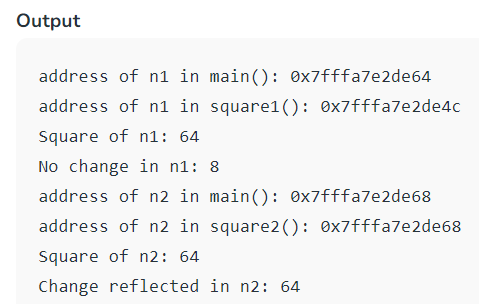 Output
address of n1 in main(): 0x7fffa7e2de64
address of n1 in square1(): 0x7fffa7e2de4c
Square of n1: 64
No change in n1: 8
address of n2 in main(): 0x7fffa7e2de68
address of n2 in square2(): 0x7fffa7e2de68
Square of n2: 64
Change reflected in n2: 64